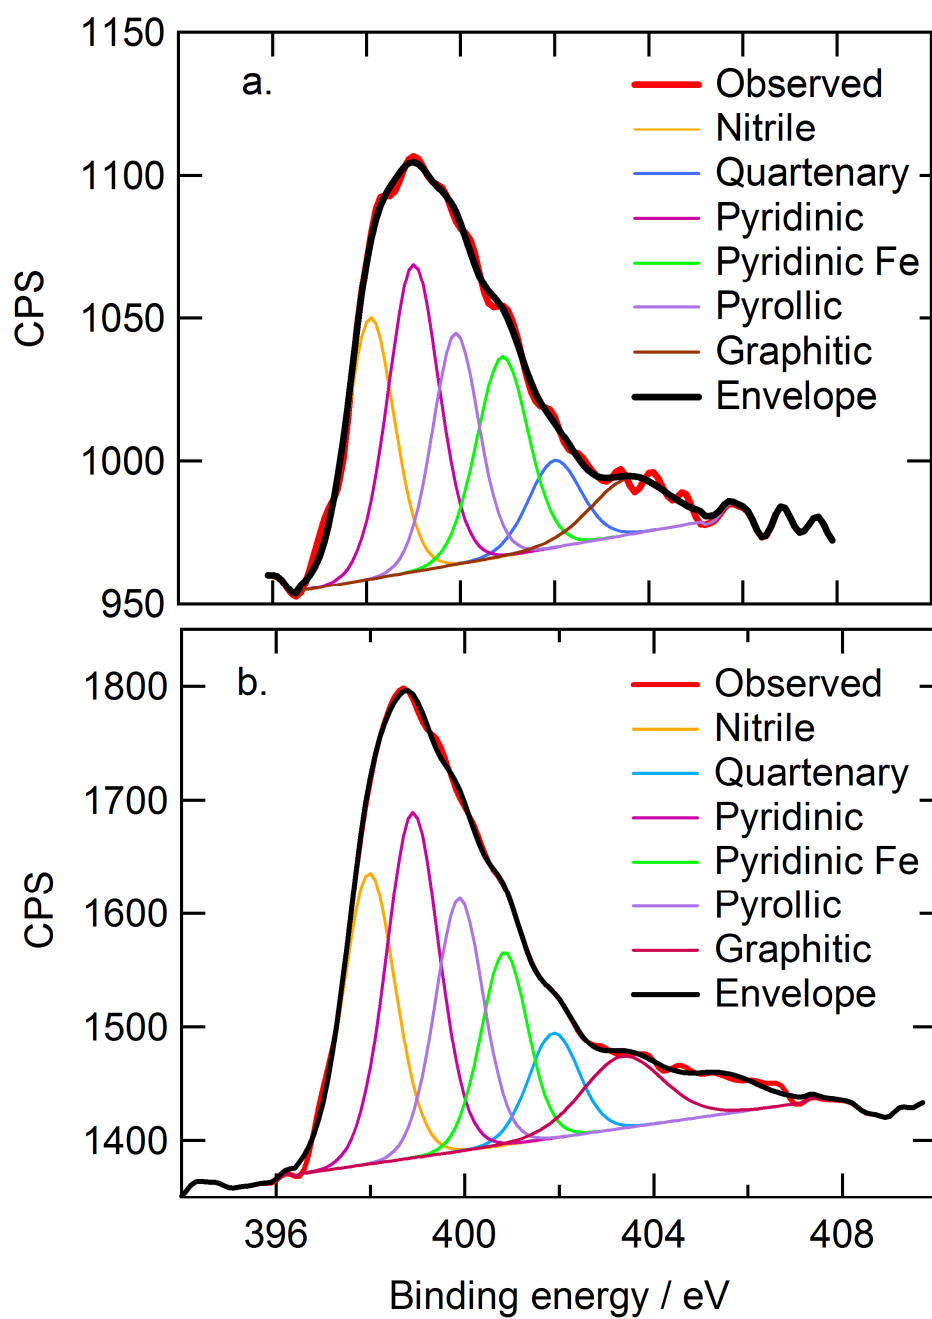 1150
a.
Observed
Nitrile
Quartenary
1100
Pyridinic
Pyridinic Fe
CPS
1050
Pyrollic
Graphitic
Envelope
1000
950
b.
1800
Observed
Nitrile
Quartenary
1700
Pyridinic
Pyridinic Fe
CPS
1600
Pyrollic
Graphitic
Envelope
1500
1400
396 400 404 408
Binding energy / eV